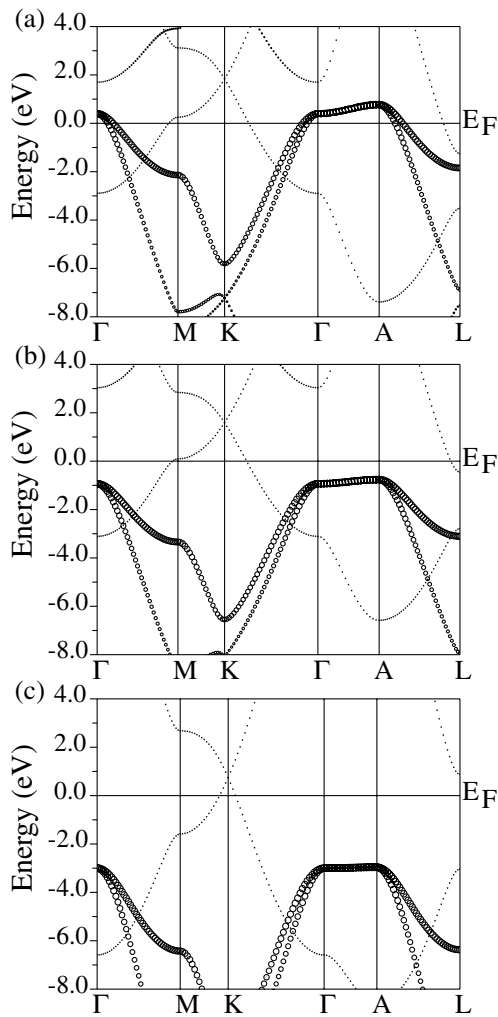 (a)
4.0
2.0
0.0
-2.0
-4.0
-6.0
-8.0
Energy (eV)
E_F
Γ M K Γ A L
(b)
4.0
2.0
0.0
-2.0
-4.0
-6.0
-8.0
Energy (eV)
E_F
Γ M K Γ A L
(c)
4.0
2.0
0.0
-2.0
-4.0
-6.0
-8.0
Energy (eV)
E_F
Γ M K Γ A L